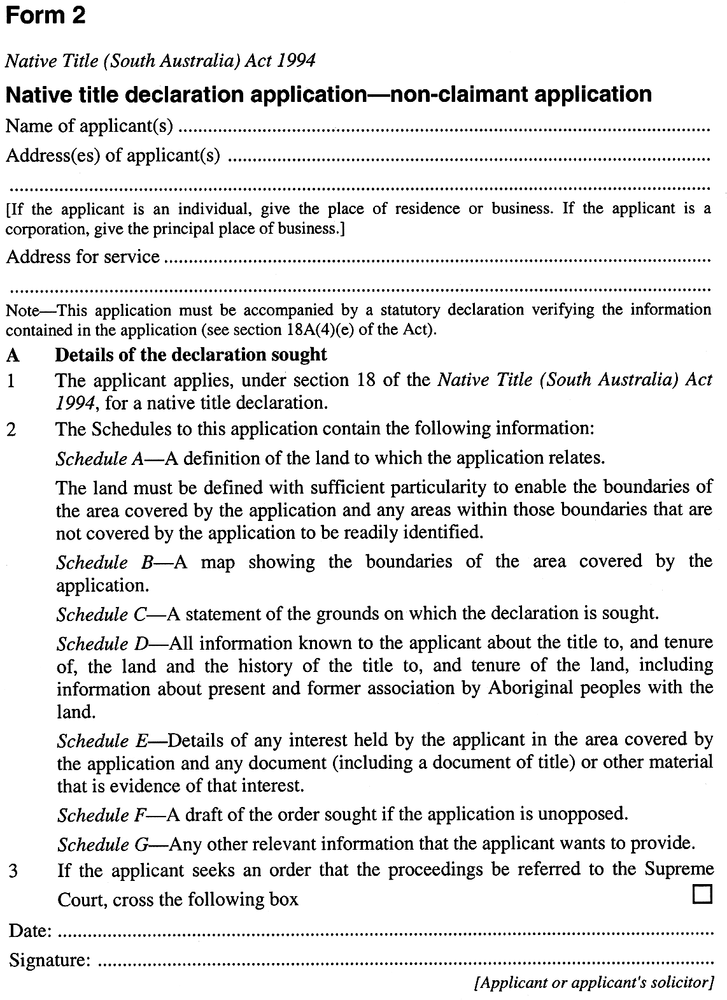 Form 2
Native Title (South Australia) Act 1994
Native title declaration application—non-claimant application
Name of applicant(s) ..........................................................................................................
Address(es) of applicant(s) ................................................................................................
............................................................................................................................................
[If the applicant is an individual, give the place of residence or business. If the applicant is a
corporation, give the principal place of business.]
Address for service .............................................................................................................
............................................................................................................................................
Note—This application must be accompanied by a statutory declaration verifying the information
contained in the application (see section 18A(4)(e) of the Act).
A Details of the declaration sought
1 The applicant applies, under section 18 of the Native Title (South Australia) Act
1994, for a native title declaration.
2 The Schedules to this application contain the following information:
Schedule A—A definition of the land to which the application relates.
The land must be defined with sufficient particularity to enable the boundaries of
the area covered by the application and any areas within those boundaries that are
not covered by the application to be readily identified.
Schedule B—A map showing the boundaries of the area covered by the
application.
Schedule C—A statement of the grounds on which the declaration is sought.
Schedule D—All information known to the applicant about the title to, and tenure
of, the land and the history of the title to, and tenure of the land, including
information about present and former association by Aboriginal peoples with the
land.
Schedule E—Details of any interest held by the applicant in the area covered by
the application and any document (including a document of title) or other material
that is evidence of that interest.
Schedule F—A draft of the order sought if the application is unopposed.
Schedule G—Any other relevant information that the applicant wants to provide.
3 If the applicant seeks an order that the proceedings be referred to the Supreme
Court, cross the following box
Date: ...................................................................................................................................
Signature: ...........................................................................................................................
[Applicant or applicant's solicitor]